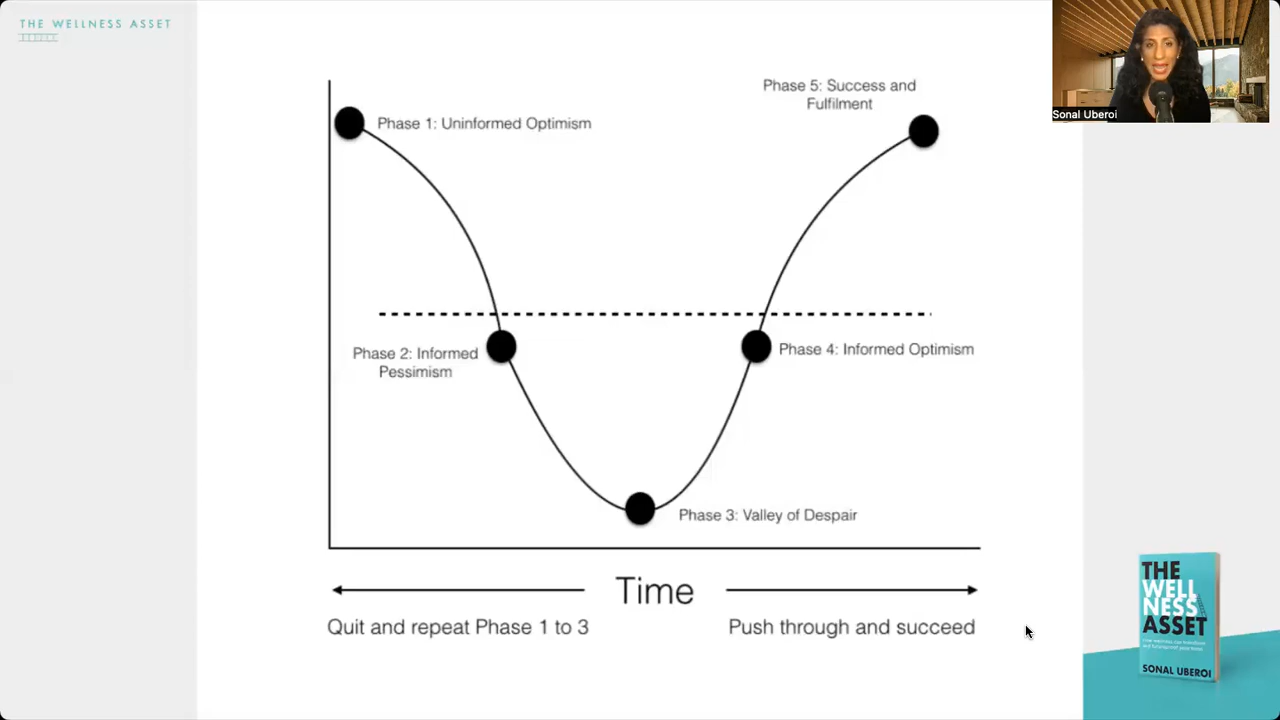 THE WELLNESS ASSET
Sonal Uberoi
Phase 5: Success and
Fulfilment
Phase 1: Uninformed Optimism
Phase 2: Informed
Pessimism
Phase 4: Informed Optimism
Phase 3: Valley of Despair
Time
Quit and repeat Phase 1 to 3
Push through and succeed
THE
WELL
NESS
ASSET
SONAL UBEROI